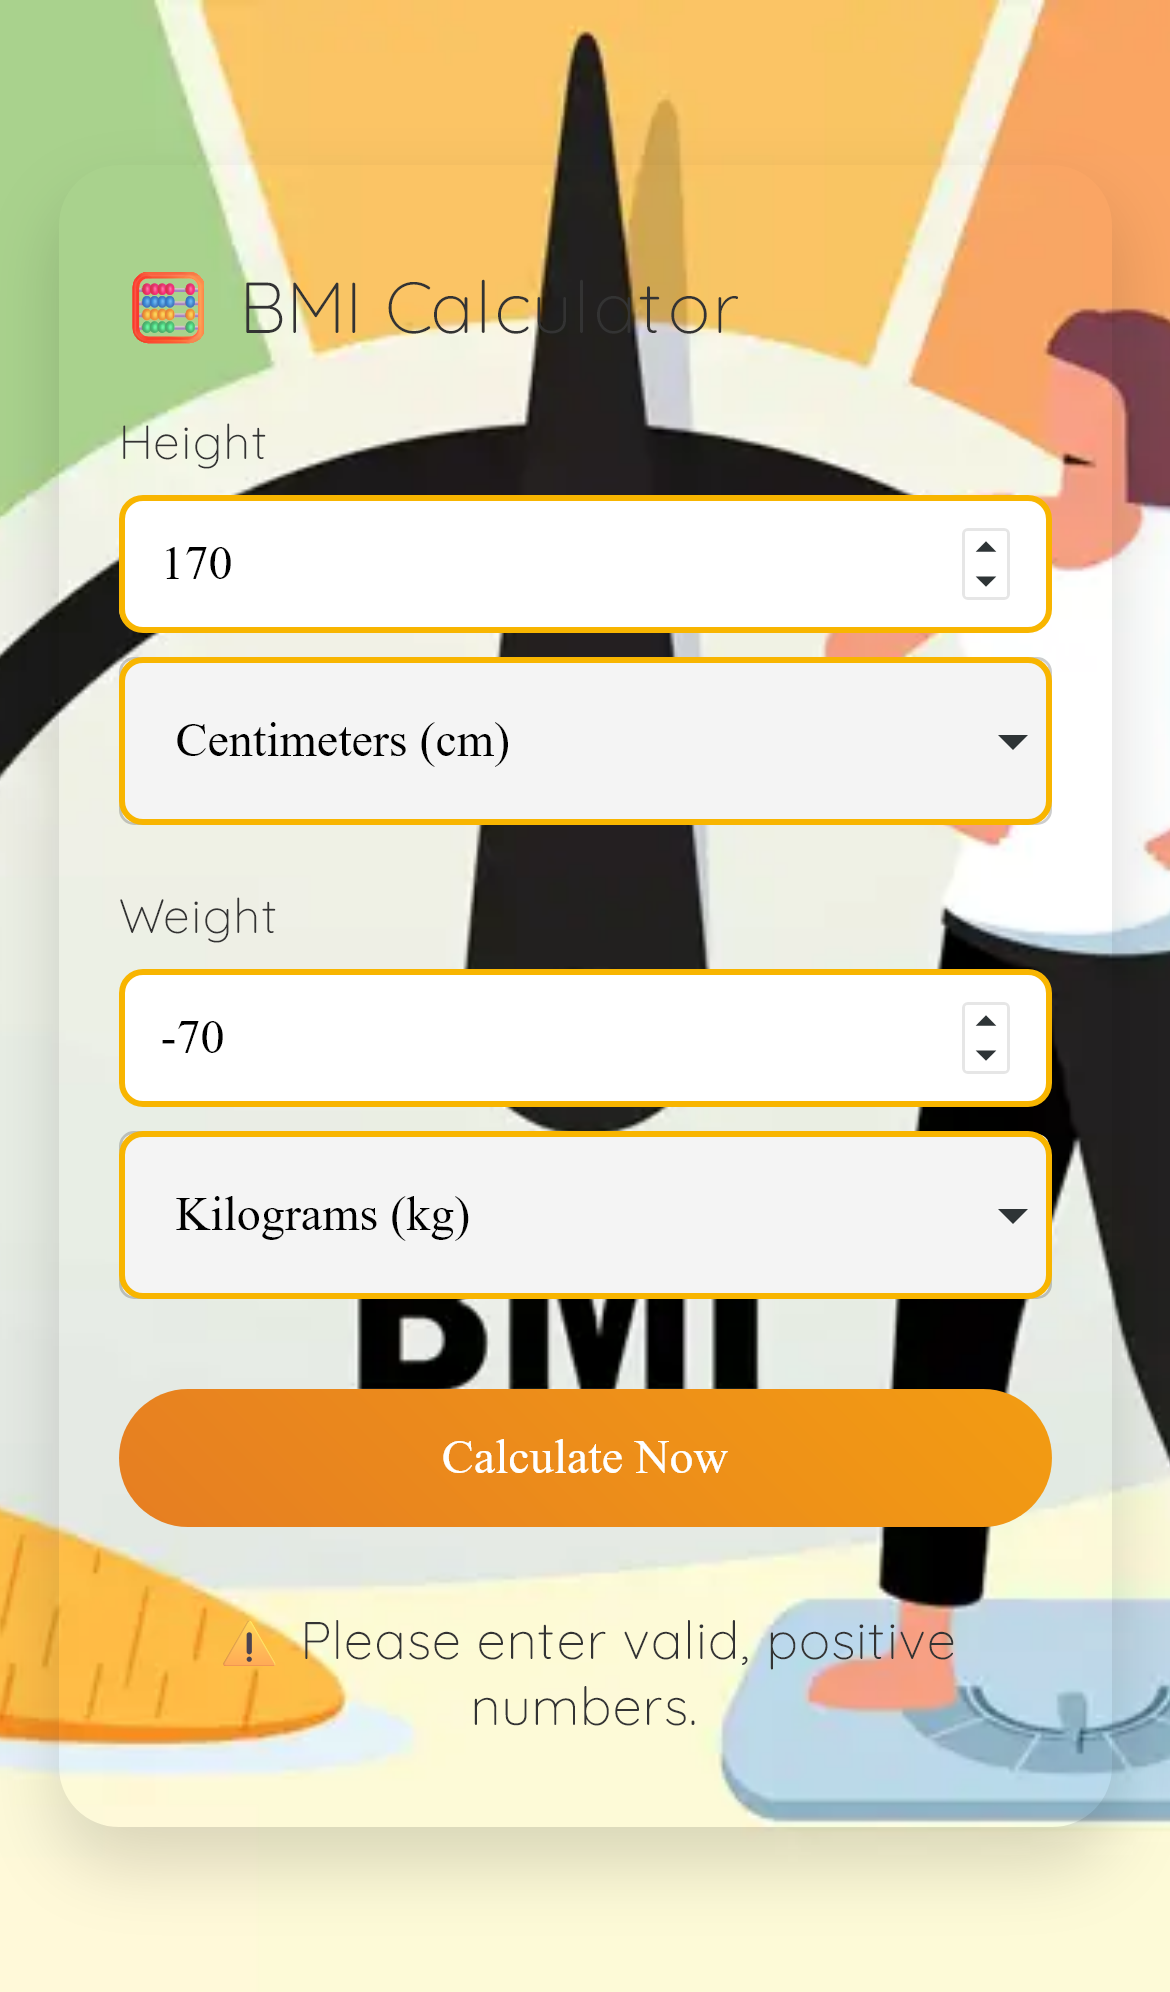 🧮 BMI Calculator
Height
170
Centimeters (cm)
Weight
-70
Kilograms (kg)
BMI
Calculate Now
⚠️ Please enter valid, positive
numbers.